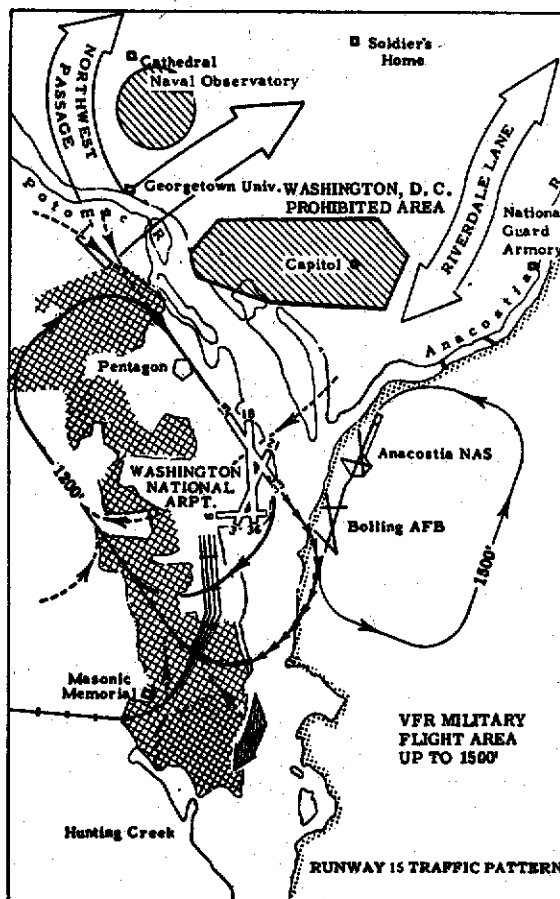 Soldier's
Home
Cathedral
Naval Observatory
NORTHWEST
PASSAGE
Georgetown Univ.
WASHINGTON, D. C.
PROHIBITED AREA
RIVERDALE LANE
National
Guard
Armory
Potomac
R.
Capitol
Anacostia
R
Pentagon
18
21
Anacostia NAS
WASHINGTON
NATIONAL
ARPT.
1200'
3
36
Bolling AFB
1500'
Masonic
Memorial
VFR MILITARY
FLIGHT AREA
UP TO 1500'
Hunting Creek
RUNWAY 15 TRAFFIC PATTERN